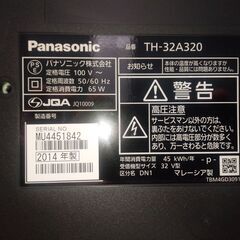 Panasonic
品番 TH-32A320
パナソニック株式会社
定格電圧 100 V～
定格周波数 50/60 Hz
定格消費電力 65 W
JQA JQ10009
製造番号
SERIAL NO
MU4451842
2014 年製
お知らせ
警告
サービスマン以外の方は、
裏ぶたをあけないでください。
内部には高電圧部分が数多く
あり、万一さわると危険です。
年間消費電力量 45 kWh/年 -p-
受信機型サイズ 32 V型
区分名 DN1 マレーシア製
TBM4GD3091